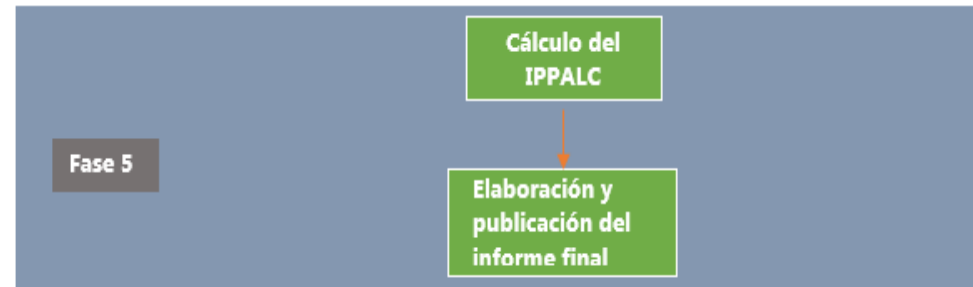 Cálculo del
IPPALC
Fase 5
Elaboración y
publicación del
informe final